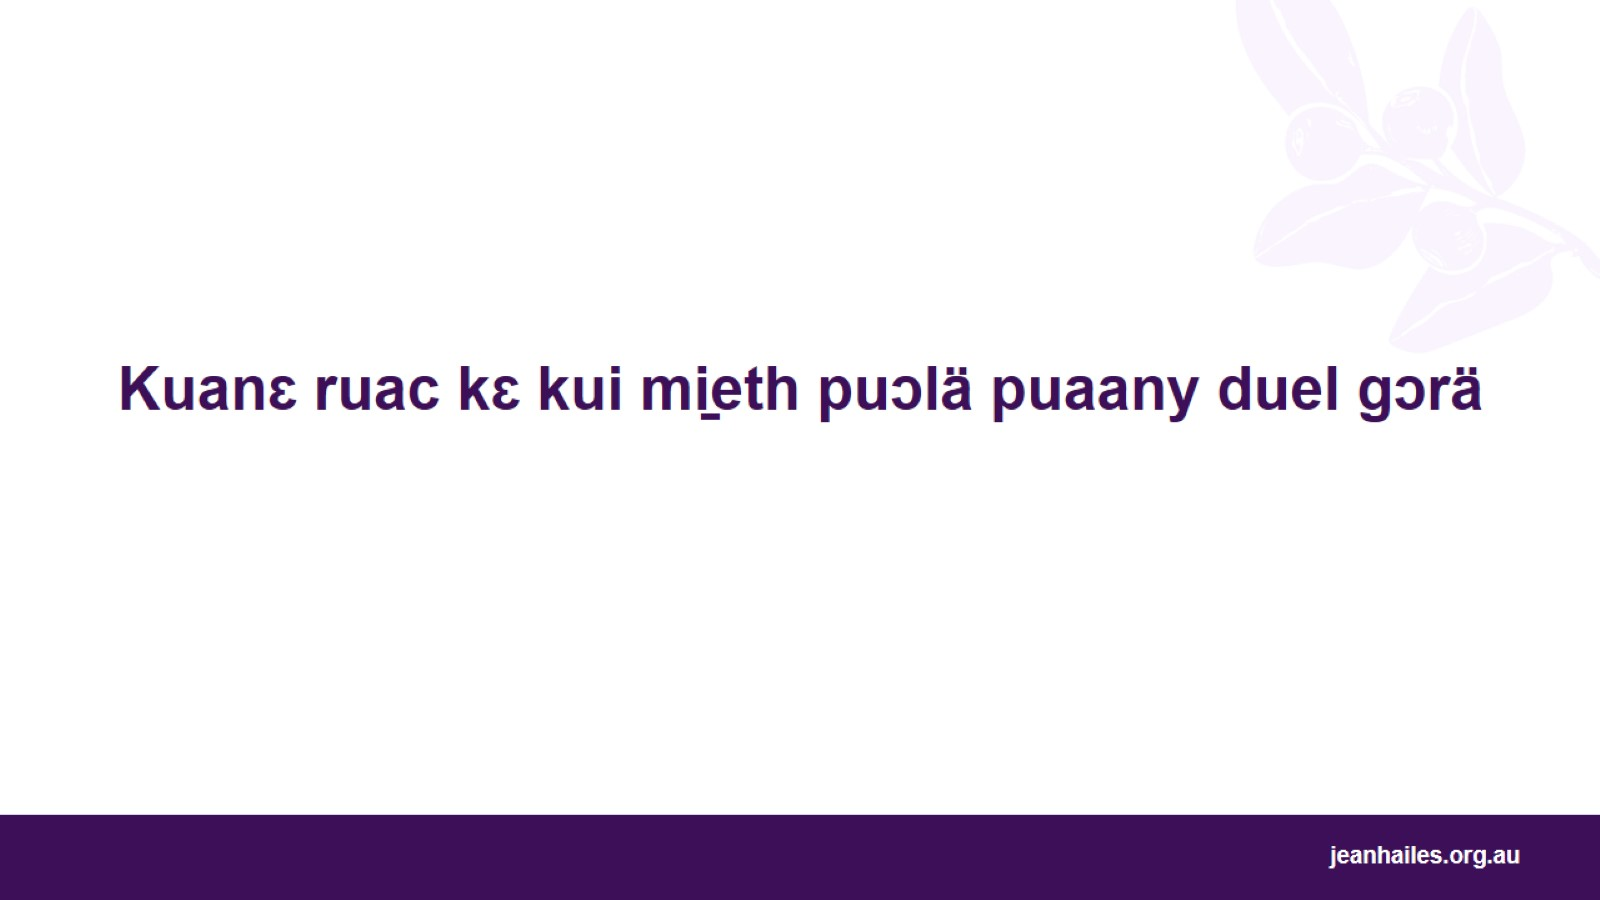 Kuanɛ ruac kɛ kui mi̱eth puɔlä puaany duel gɔrä
jeanhailes.org.au